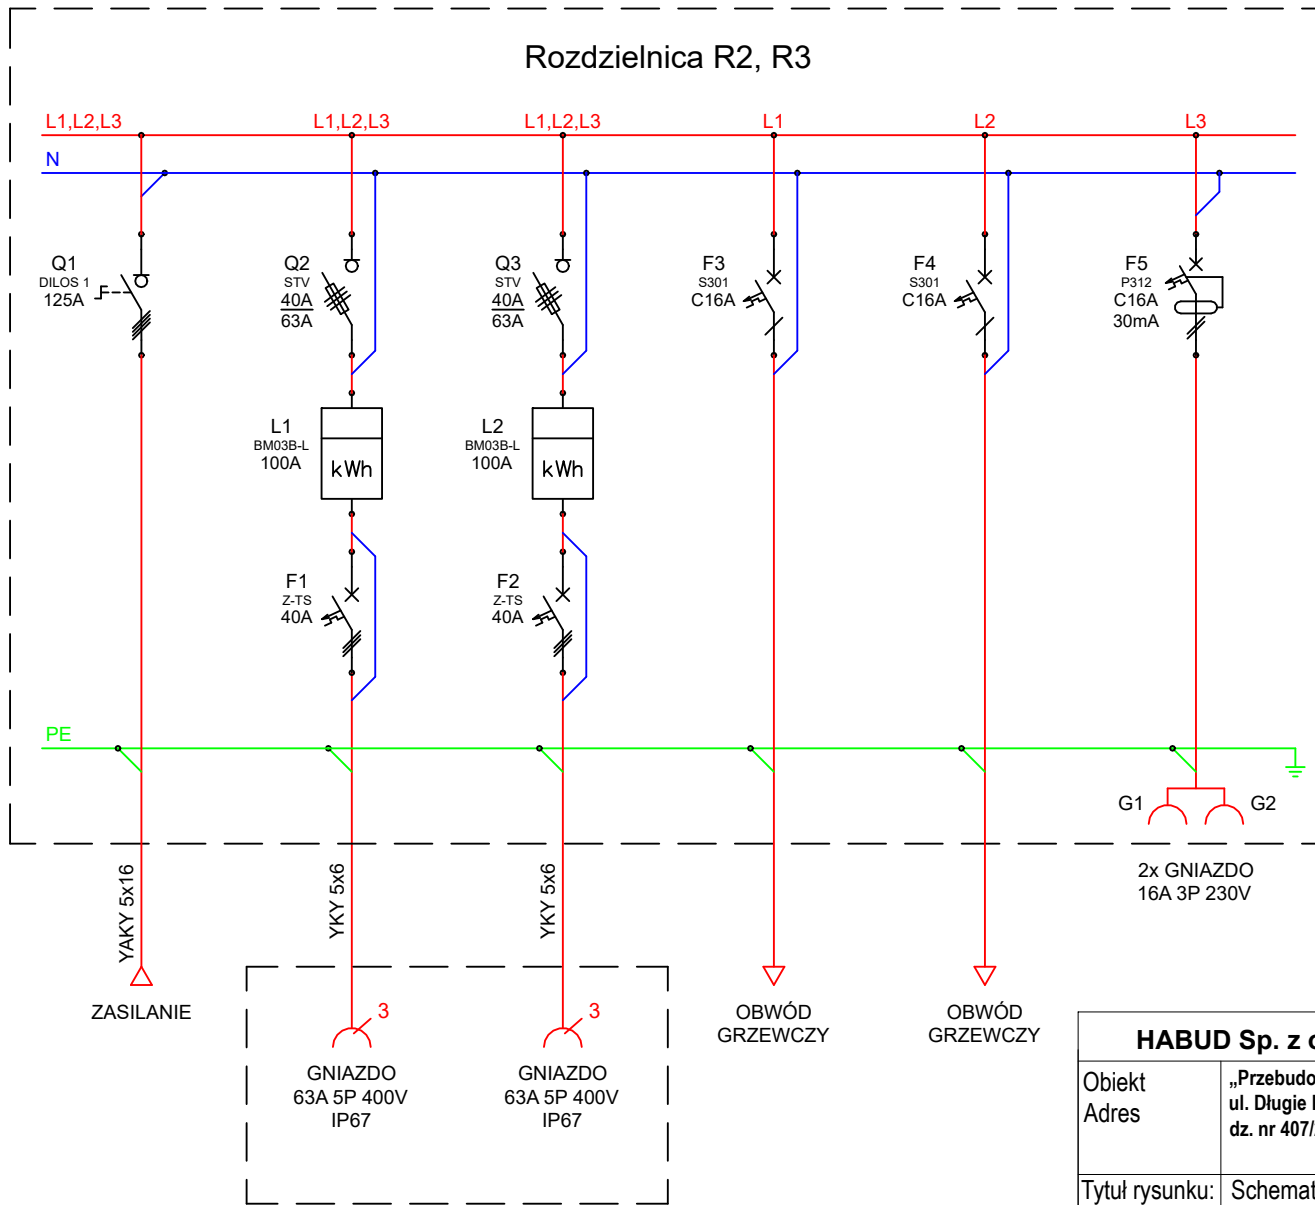 Rozdzielnica R2, R3
L1,L2,L3
L1,L2,L3
L1,L2,L3
L1
L2
L3
N
Q1
DILOS 1
125A
Q2
STV
40A
63A
Q3
STV
40A
63A
F3
S301
C16A
F4
S301
C16A
F5
P312
C16A
30mA
L1
BM03B-L
100A
kWh
L2
BM03B-L
100A
kWh
F1
Z-TS
40A
F2
Z-TS
40A
PE
G1
G2
2x GNIAZDO
16A 3P 230V
YAKY 5x16
YKY 5x6
YKY 5x6
ZASILANIE
3
GNIAZDO
63A 5P 400V
IP67
3
GNIAZDO
63A 5P 400V
IP67
OBWÓD
GRZEWCZY
OBWÓD
GRZEWCZY
HABUD Sp. z o
Obiekt
Adres
„Przebudo
ul. Długie
dz. nr 407/
Tytuł rysunku:
Schemat